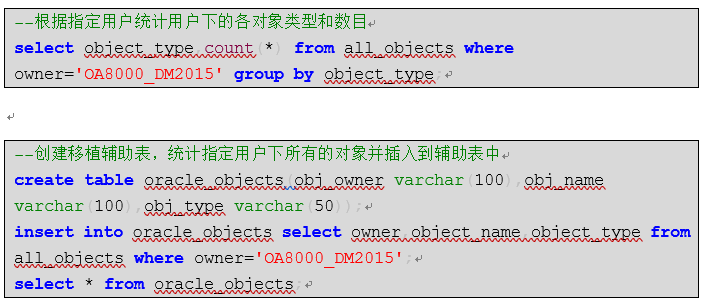 --根据指定用户统计用户下的各对象类型和数目
select object_type,count(*) from all_objects where
owner='OA8000_DM2015' group by object_type;
--创建移植辅助表，统计指定用户下所有的对象并插入到辅助表中
create table oracle_objects(obj_owner varchar(100),obj_name
varchar(100),obj_type varchar(50));
insert into oracle_objects select owner,object_name,object_type from
all_objects where owner='OA8000_DM2015';
select * from oracle_objects;